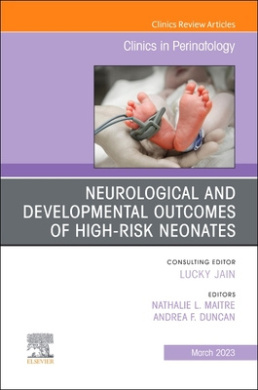 Clinics Review Articles
Clinics in Perinatology
NEUROLOGICAL AND
DEVELOPMENTAL OUTCOMES
OF HIGH-RISK NEONATES
CONSULTING EDITOR
LUCKY JAIN
EDITORS
NATHALIE L. MAITRE
ANDREA F. DUNCAN
ELSEVIER
March 2023